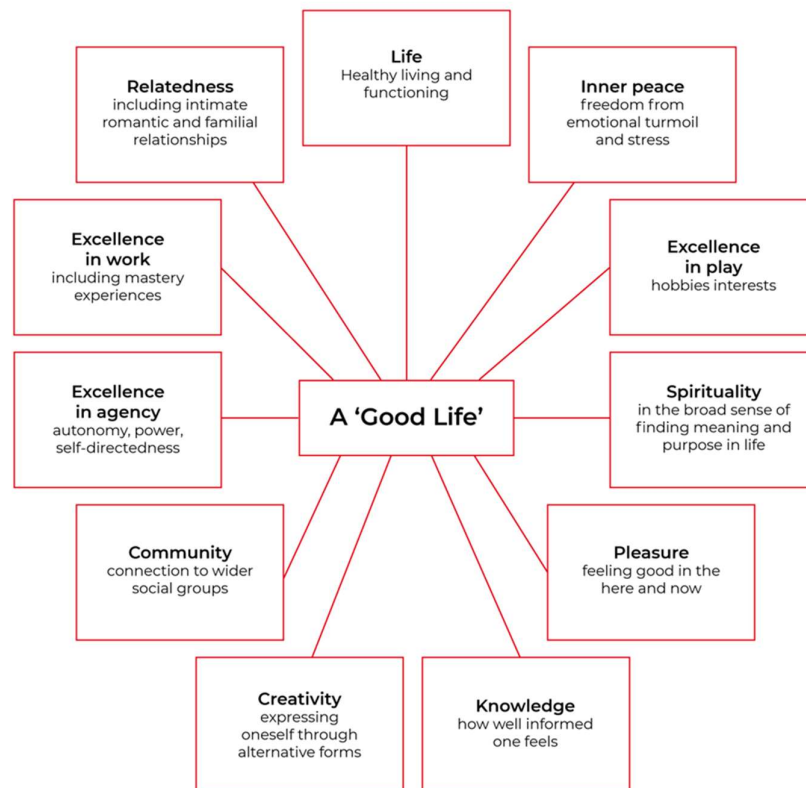 Life
Healthy living and
functioning
Relatedness
including intimate
romantic and familial
relationships
Inner peace
freedom from
emotional turmoil
and stress
Excellence
in work
including mastery
experiences
Excellence
in play
hobbies interests
Excellence
in agency
autonomy, power,
self-directedness
A ‘Good Life’
Spirituality
in the broad sense of
finding meaning and
purpose in life
Community
connection to wider
social groups
Pleasure
feeling good in the
here and now
Creativity
expressing
oneself through
alternative forms
Knowledge
how well informed
one feels